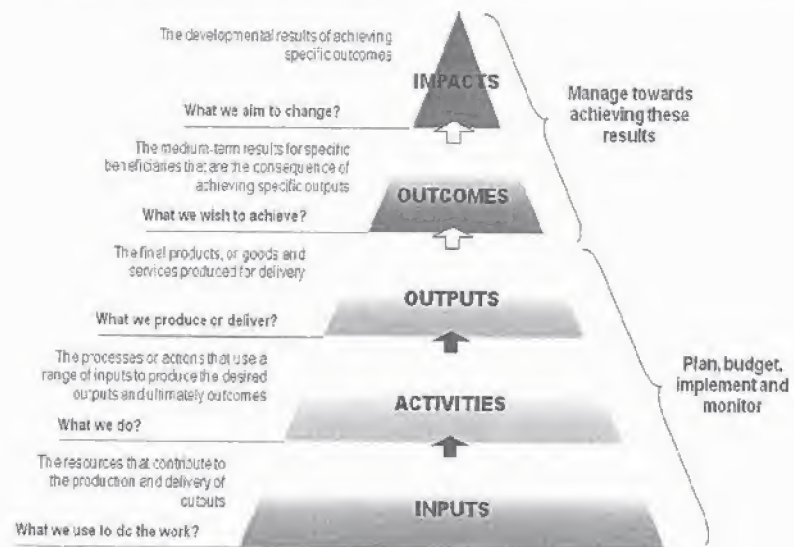 The developmental results of achieving
specific outcomes
IMPACTS
What we aim to change?
Manage towards
achieving these
results
The medium-term results for specific
beneficiaries that are the consequence of
achieving specific outputs
OUTCOMES
What we wish to achieve?
The final products, or goods and
services produced for delivery
OUTPUTS
What we produce or deliver?
The processes or actions that use a
range of inputs to produce the desired
outputs and ultimately outcomes
ACTIVITIES
What we do?
Plan, budget,
implement and
monitor
The resources that contribute to
the production and delivery of
outputs
INPUTS
What we use to do the work?